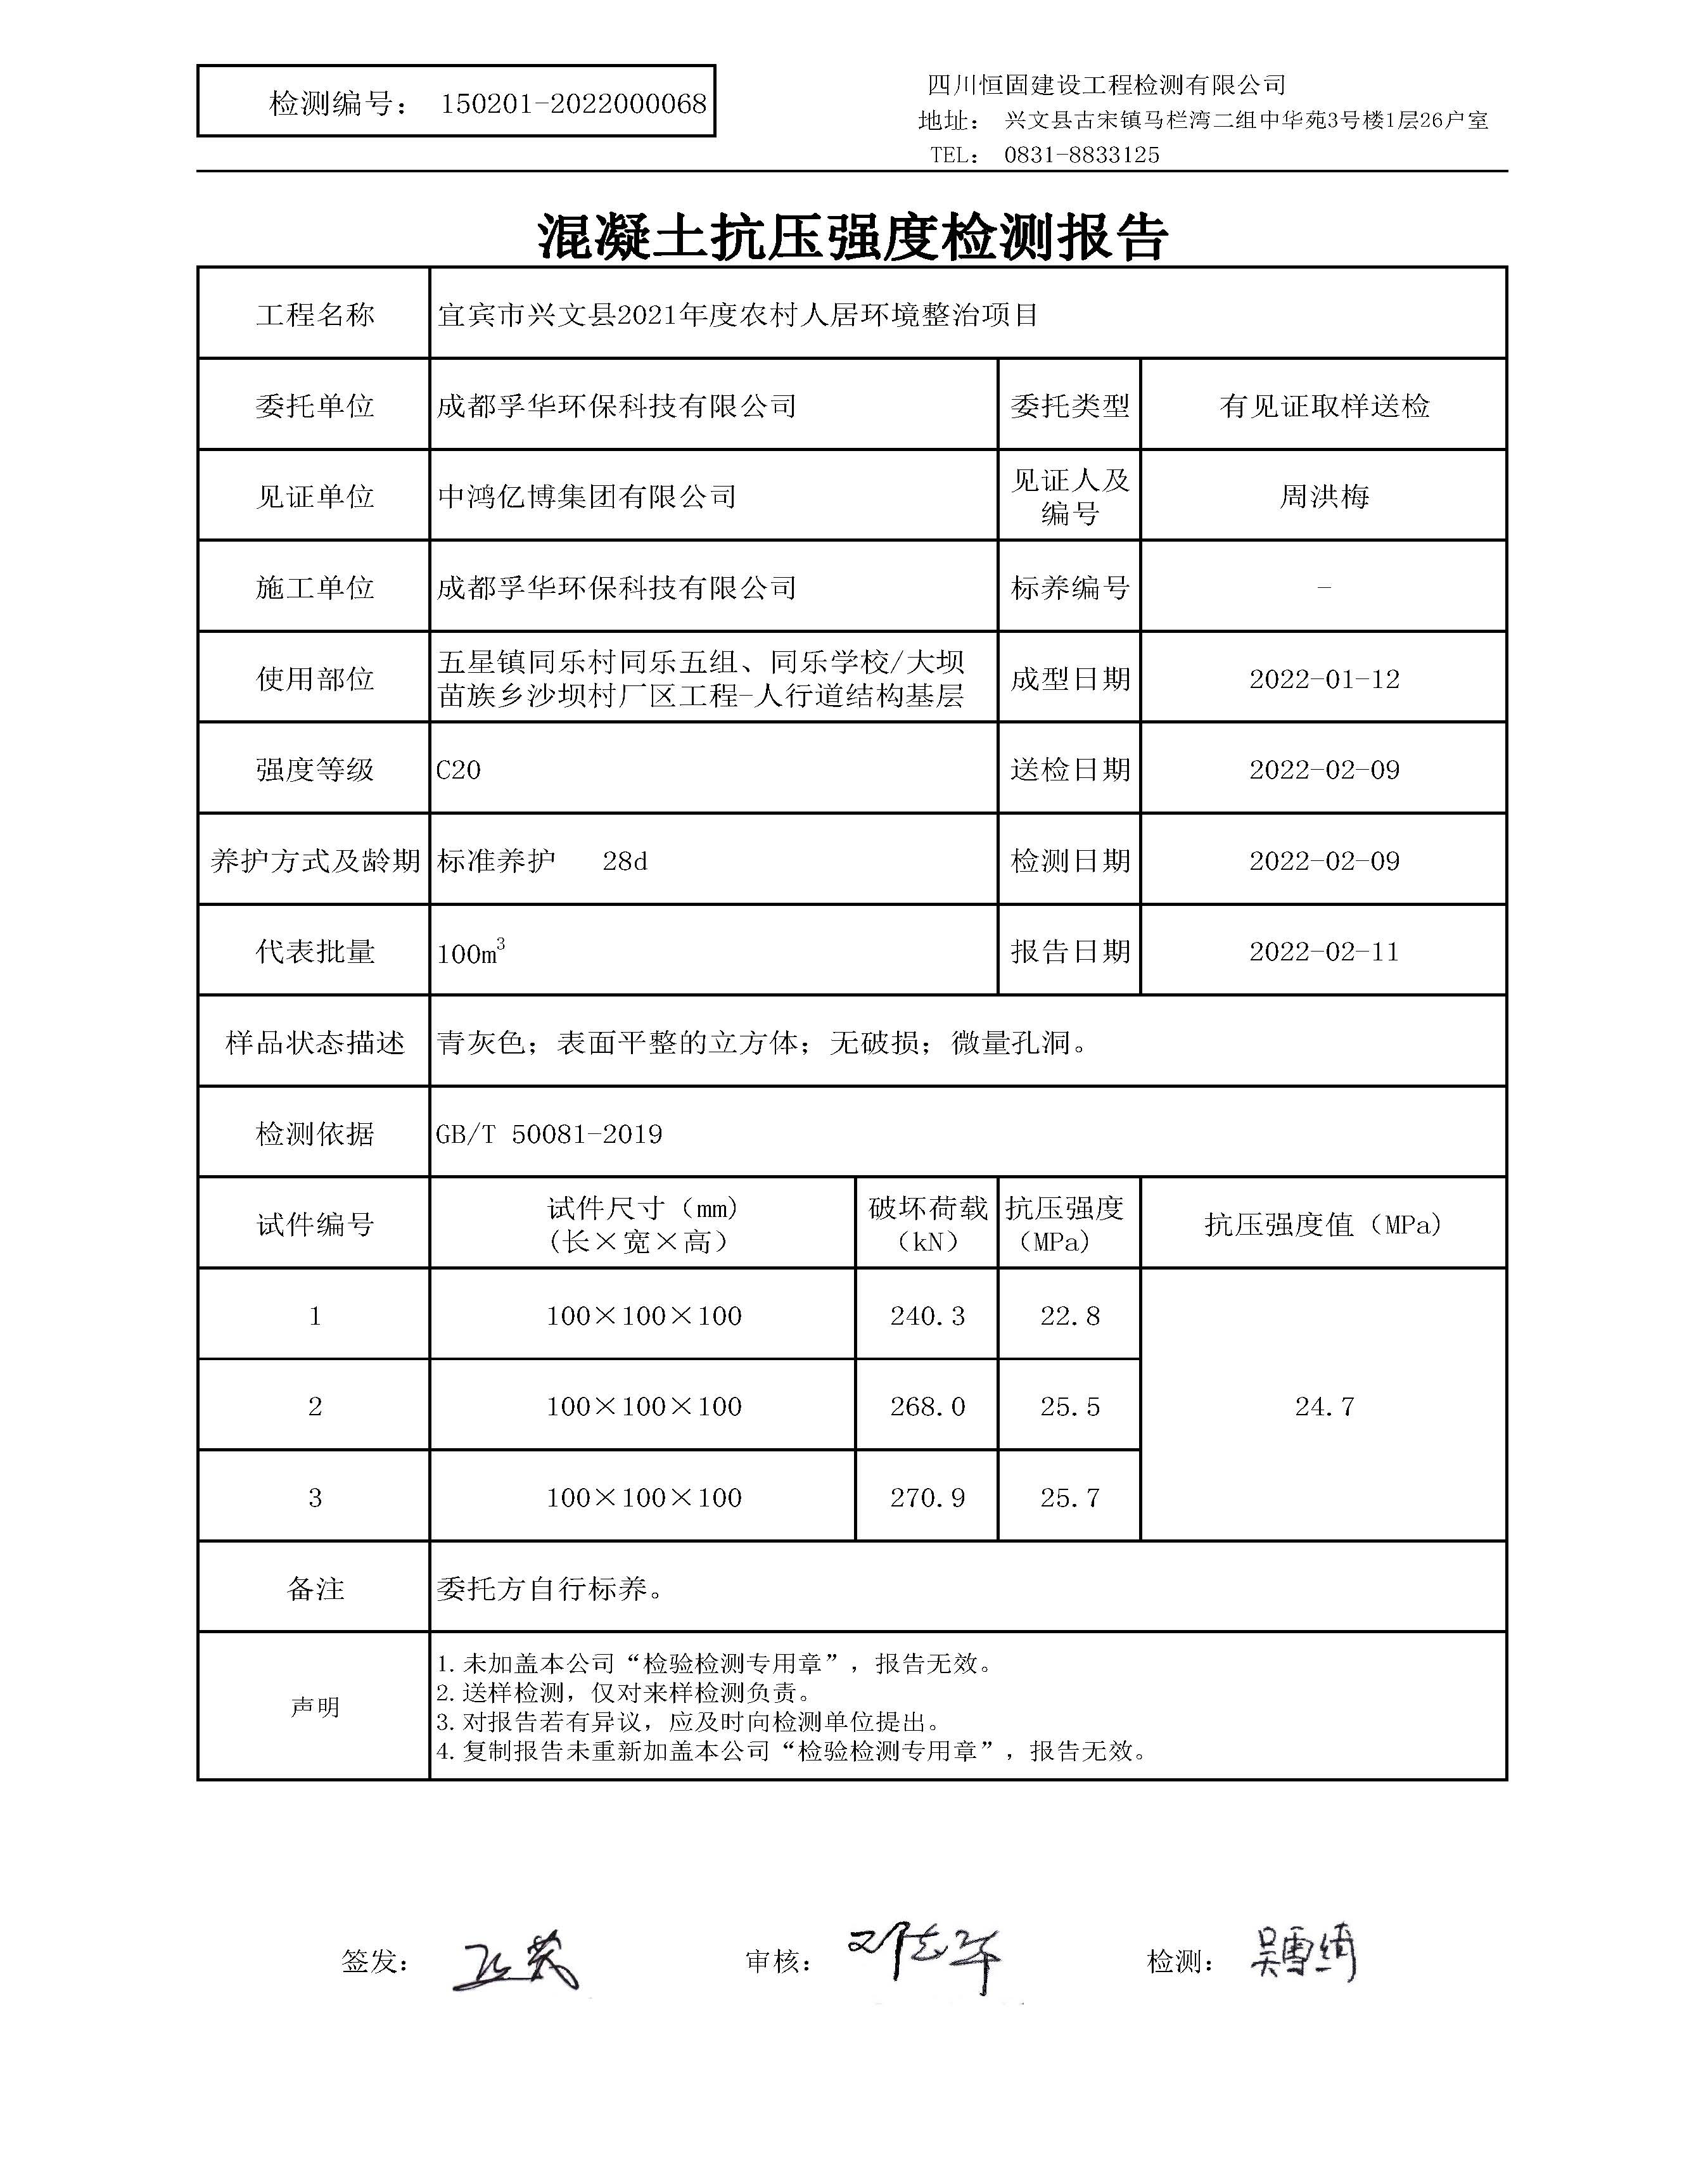 检测编号： 150201-2022000068
四川恒固建设工程检测有限公司
地址： 兴文县古宋镇马栏湾二组中华苑3号楼1层26户室
TEL： 0831-8833125
混凝土抗压强度检测报告
工程名称 宜宾市兴文县2021年度农村人居环境整治项目
委托单位 成都孚华环保科技有限公司 委托类型 有见证取样送检
见证单位 中鸿亿博集团有限公司 见证人及编号 周洪梅
施工单位 成都孚华环保科技有限公司 标养编号 -
使用部位 五星镇同乐村同乐五组、同乐学校/大坝
苗族乡沙坝村厂区工程-人行道结构基层 成型日期 2022-01-12
强度等级 C20 送检日期 2022-02-09
养护方式及龄期 标准养护 28d 检测日期 2022-02-09
代表批量 100m³ 报告日期 2022-02-11
样品状态描述 青灰色；表面平整的立方体；无破损；微量孔洞。
检测依据 GB/T 50081-2019
试件编号 试件尺寸（mm）（长×宽×高） 破坏荷载（kN） 抗压强度（MPa） 抗压强度值（MPa）
1 100×100×100 240.3 22.8
2 100×100×100 268.0 25.5 24.7
3 100×100×100 270.9 25.7
备注 委托方自行标养。
声明
1.未加盖本公司“检验检测专用章”，报告无效。
2.送样检测，仅对来样检测负责。
3.对报告若有异议，应及时向检测单位提出。
4.复制报告未重新加盖本公司“检验检测专用章”，报告无效。
签发： 审核： 邓志华 检测： 吴雪绮